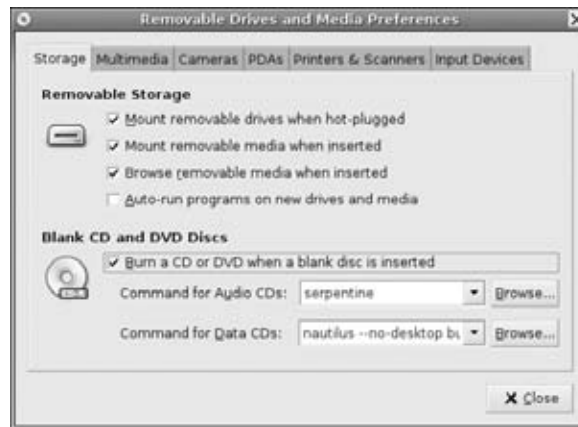 Removable Drives and Media Preferences
Storage Multimedia Cameras PDAs Printers & Scanners Input Devices
Removable Storage
Mount removable drives when hot-plugged
Mount removable media when inserted
Browse removable media when inserted
Auto-run programs on new drives and media
Blank CD and DVD Discs
Burn a CD or DVD when a blank disc is inserted
Command for Audio CDs: serpentine Browse...
Command for Data CDs: nautilus --no-desktop bu Browse...
Close